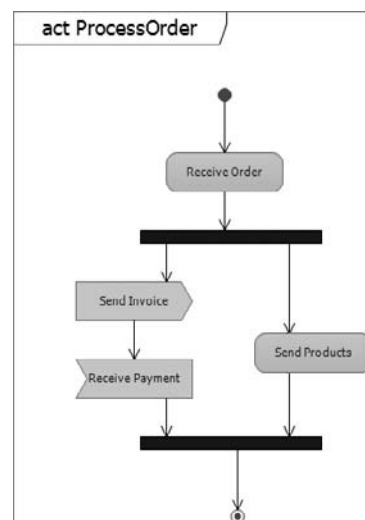 act ProcessOrder
Receive Order
Send Invoice
Send Products
Receive Payment